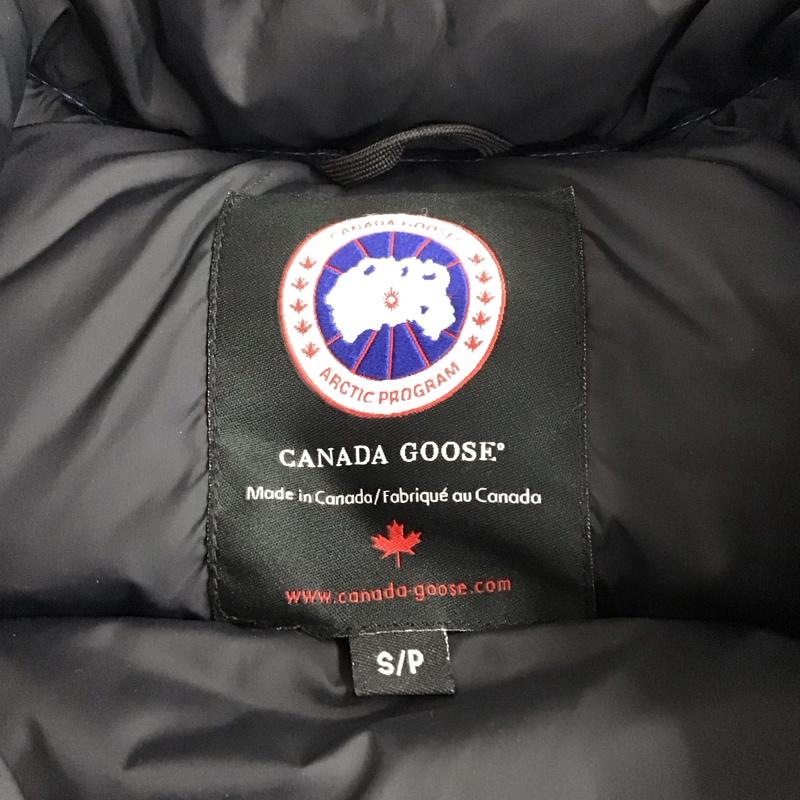 CANADA GOOSE
ARCTIC PROGRAM
CANADA GOOSE®
Made in Canada/Fabriqué au Canada
www.canada-goose.com
S/P